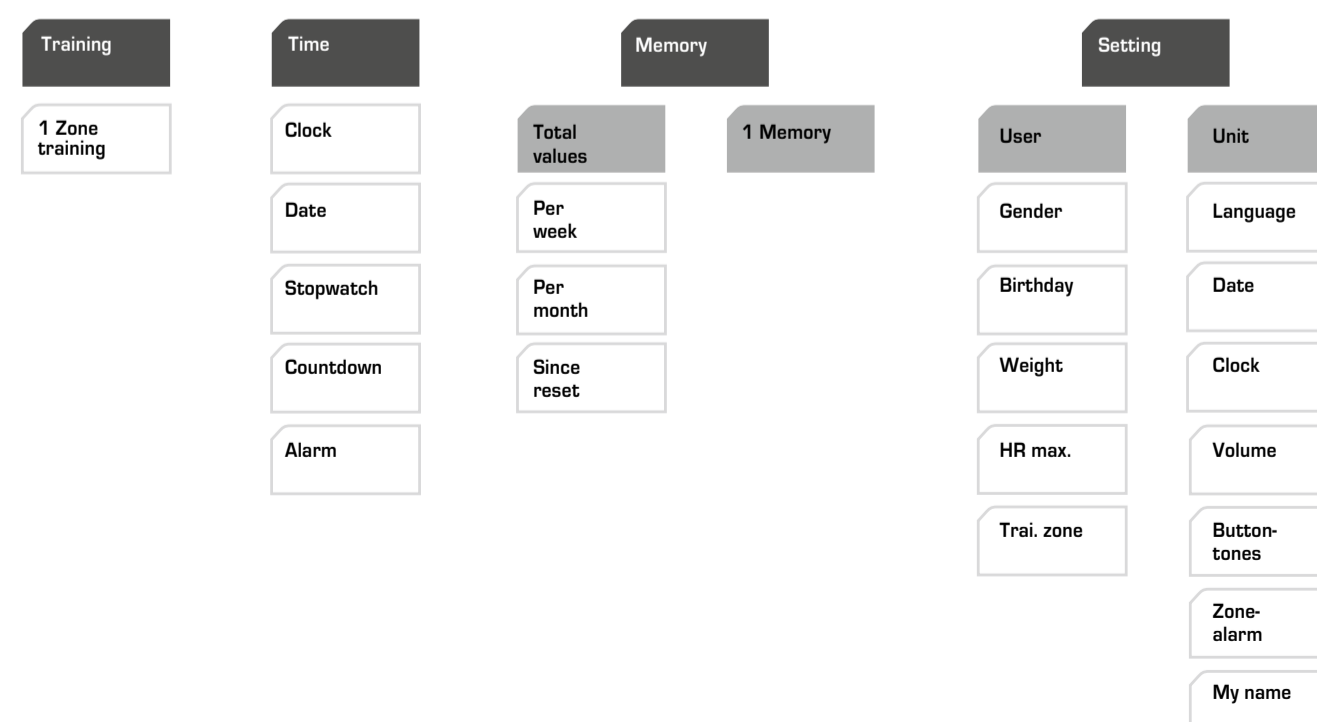 Training
Time
Memory
Setting
1 Zone
training
Clock
Date
Stopwatch
Countdown
Alarm
Total
values
Per
week
Per
month
Since
reset
1 Memory
User
Gender
Birthday
Weight
HR max.
Trai. zone
Unit
Language
Date
Clock
Volume
Button-
tones
Zone-
alarm
My name